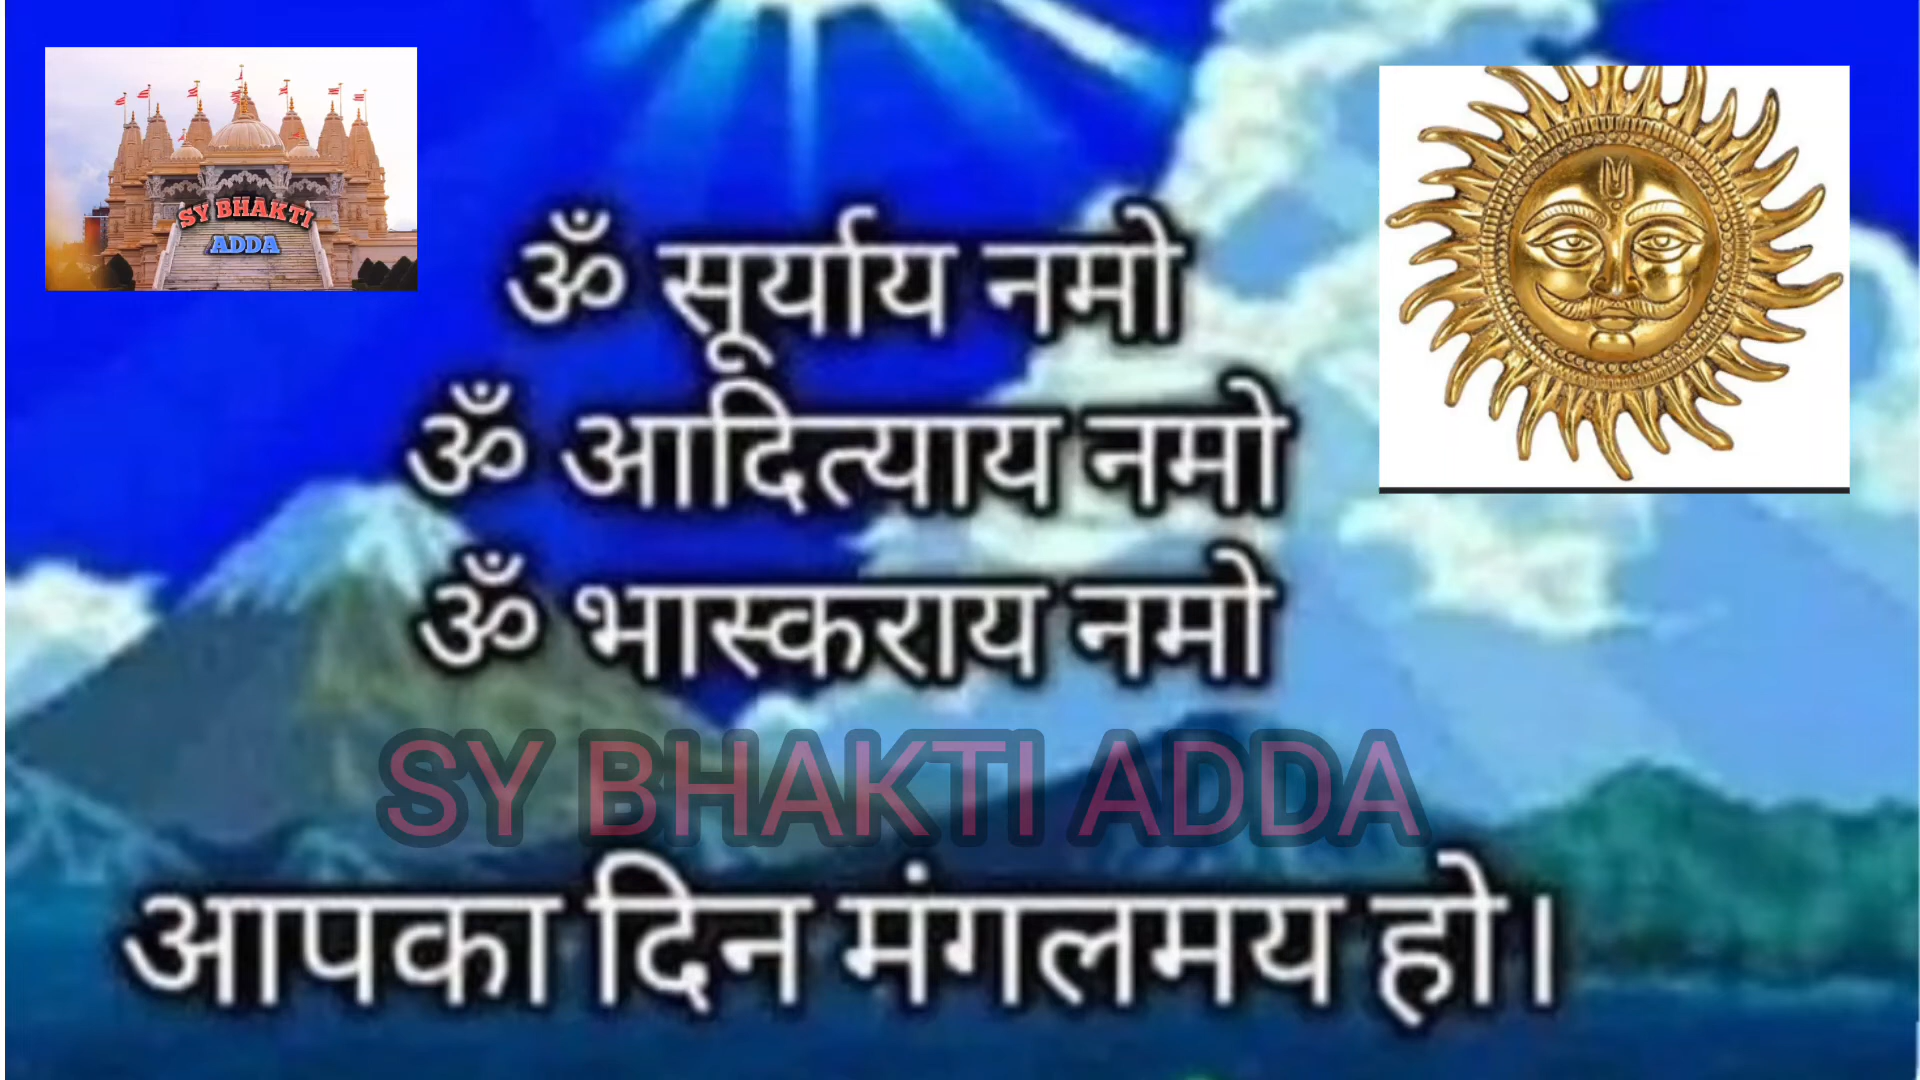 SY BHAKTI
ADDA
ॐ सूर्याय नमो
ॐ आदित्याय नमो
ॐ भास्कराय नमो
SY BHAKTI ADDA
आपका दिन मंगलमय हो।